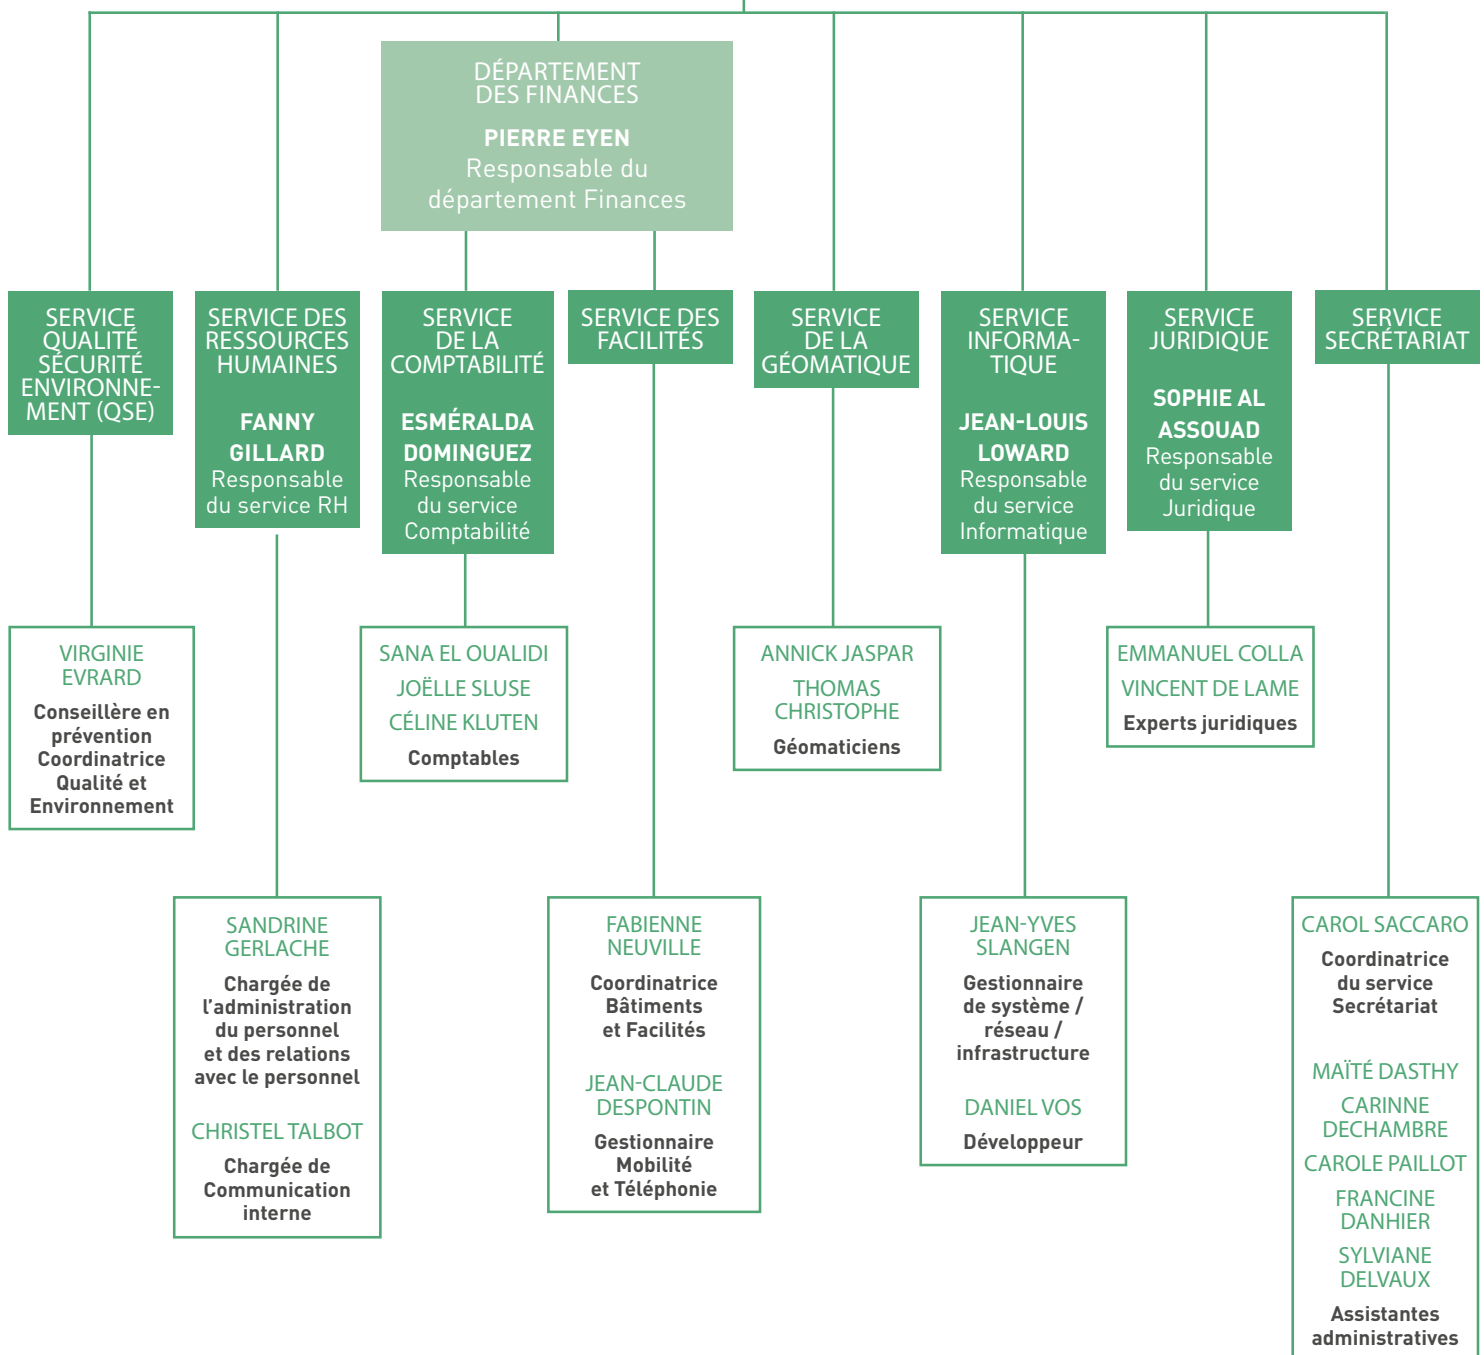 DÉPARTEMENT
DES FINANCES
PIERRE EYEN
Responsable du
département Finances
SERVICE
QUALITÉ
SÉCURITÉ
ENVIRONNE-
MENT (QSE)
SERVICE DES
RESSOURCES
HUMAINES
FANNY
GILLARD
Responsable
du service RH
SERVICE
DE LA
COMPTABILITÉ
ESMÉRALDA
DOMINGUEZ
Responsable
du service
Comptabilité
SERVICE DES
FACILITÉS
SERVICE
DE LA
GÉOMATIQUE
SERVICE
INFORMA-
TIQUE
JEAN-LOUIS
LOWARD
Responsable
du service
Informatique
SERVICE
JURIDIQUE
SOPHIE AL
ASSOUAD
Responsable
du service
Juridique
SERVICE
SECRÉTARIAT
VIRGINIE
EVRARD
Conseillère en
prévention
Coordinatrice
Qualité et
Environnement
SANA EL OUALIDI
JOËLLE SLUSE
CÉLINE KLUTEN
Comptables
ANNICK JASPAR
THOMAS
CHRISTOPHE
Géomaticiens
EMMANUEL COLLA
VINCENT DE LAME
Experts juridiques
SANDRINE
GERLACHE
Chargée de
l'administration
du personnel
et des relations
avec le personnel
CHRISTEL TALBOT
Chargée de
Communication
interne
FABIENNE
NEUVILLE
Coordinatrice
Bâtiments
et Facilités
JEAN-CLAUDE
DESPONTIN
Gestionnaire
Mobilité
et Téléphonie
JEAN-YVES
SLANGEN
Gestionnaire
de système /
réseau /
infrastructure
DANIEL VOS
Développeur
CAROL SACCARO
Coordinatrice
du service
Secrétariat
MAÏTÉ DASTHY
CARINNE
DECHAMBRE
CAROLE PAILLOT
FRANCINE
DANHIER
SYLVIANE
DELVAUX
Assistantes
administratives